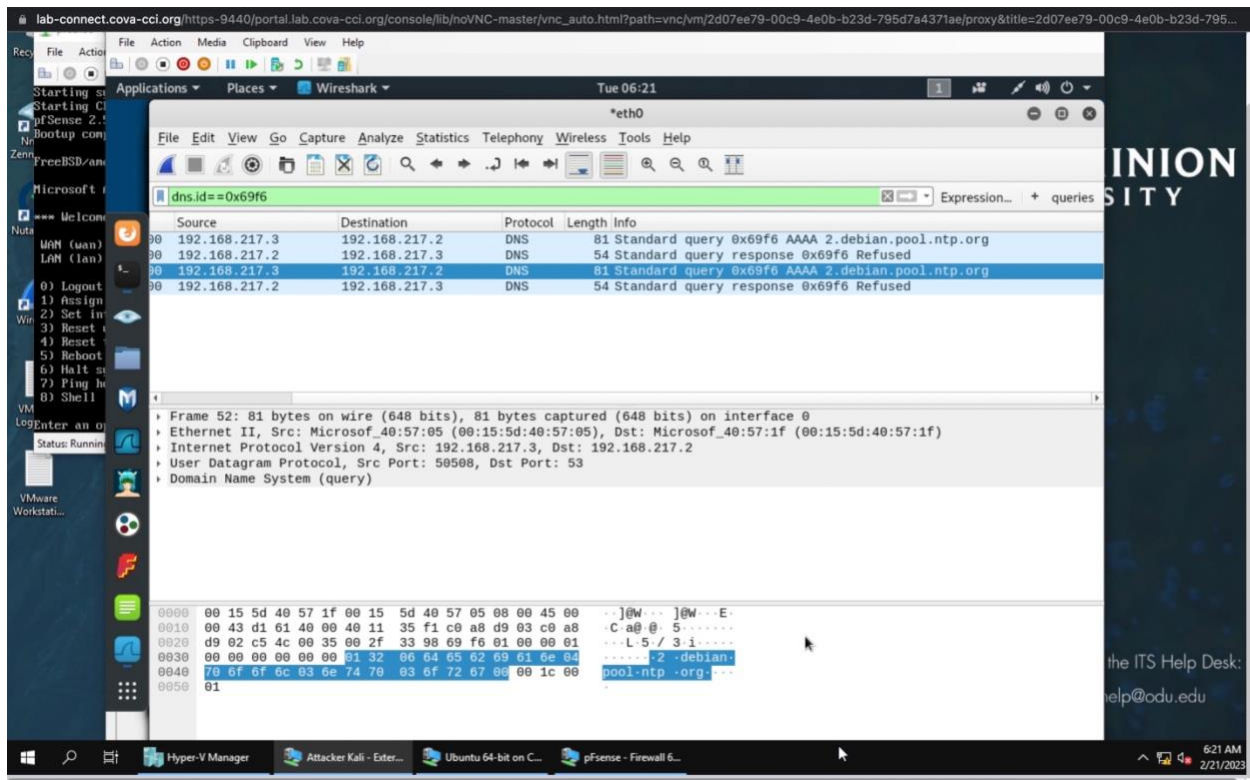 lab-connect.cova-cci.org/https-9440/portal.lab.cova-cci.org/console/lib/noVNC-master/vnc_auto.html?path=vnc/vm/2d07ee79-00c9-4e0b-b23d-795d7a4371ae/proxy&title=2d07ee79-00c9-4e0b-b23d-795...
File Action Media Clipboard View Help
File Action
Applications Places Wireshark Tue 06:21 1
*eth0
File Edit View Go Capture Analyze Statistics Telephony Wireless Tools Help
dns.id==0x69f6 Expression... + queries
Source Destination Protocol Length Info
00 192.168.217.3 192.168.217.2 DNS 81 Standard query 0x69f6 AAAA 2.debian.pool.ntp.org
00 192.168.217.2 192.168.217.3 DNS 54 Standard query response 0x69f6 Refused
00 192.168.217.3 192.168.217.2 DNS 81 Standard query 0x69f6 AAAA 2.debian.pool.ntp.org
00 192.168.217.2 192.168.217.3 DNS 54 Standard query response 0x69f6 Refused
Frame 52: 81 bytes on wire (648 bits), 81 bytes captured (648 bits) on interface 0
Ethernet II, Src: Microsof_40:57:05 (00:15:5d:40:57:05), Dst: Microsof_40:57:1f (00:15:5d:40:57:1f)
Internet Protocol Version 4, Src: 192.168.217.3, Dst: 192.168.217.2
User Datagram Protocol, Src Port: 50508, Dst Port: 53
Domain Name System (query)
0000 00 15 5d 40 57 1f 00 15 5d 40 57 05 08 00 45 00 ··]@W··· ]@W···E·
0010 00 43 d1 61 40 00 40 11 35 f1 c0 a8 d9 03 c0 a8 ·C·a@·@· 5·······
0020 d9 02 c5 4c 00 35 00 2f 33 98 69 f6 01 00 00 01 ···L·5·/ 3·i·····
0030 00 00 00 00 00 00 01 32 06 64 65 62 69 61 6e 04 ·······2 ·debian·
0040 70 6f 6f 6c 03 6e 74 70 03 6f 72 67 00 00 1c 00 pool·ntp ·org····
0050 01 ·
Starting
Starting
pfSense 2.
Bootup
Microsoft
*** Welcome
WAN (wan)
LAN (lan)
0) Logout
1) Assign
2) Set
3) Reset
4) Reset
5) Reboot
6) Halt
7) Ping
8) Shell
Enter an
Status:
VMware
Workstati...
INION
SITY
the ITS Help Desk:
help@odu.edu
Hyper-V Manager Attacker Kali - Exter... Ubuntu 64-bit on C... pFsense - Firewall 6...
6:21 AM
2/21/2023